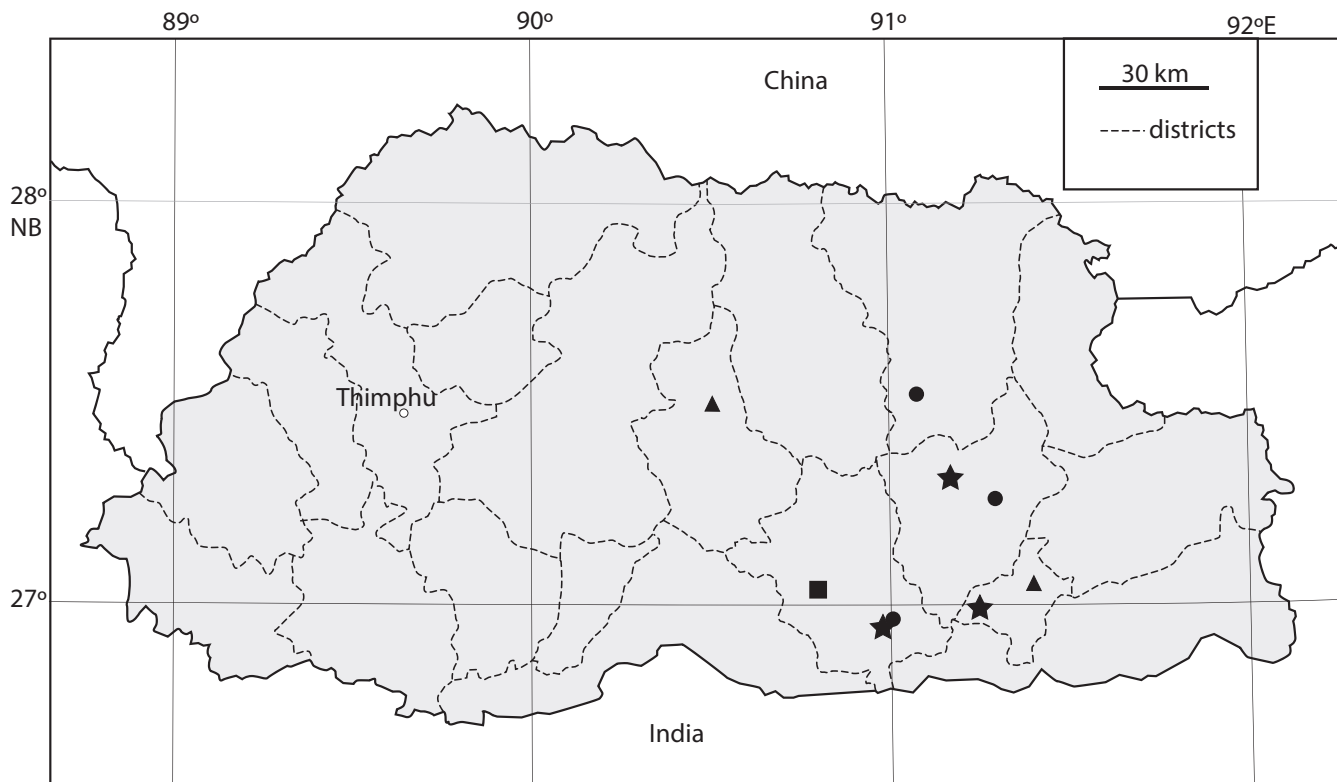 89º
90º
91º
92ºE
China
30 km
districts
28º
NB
Thimphu
27º
India